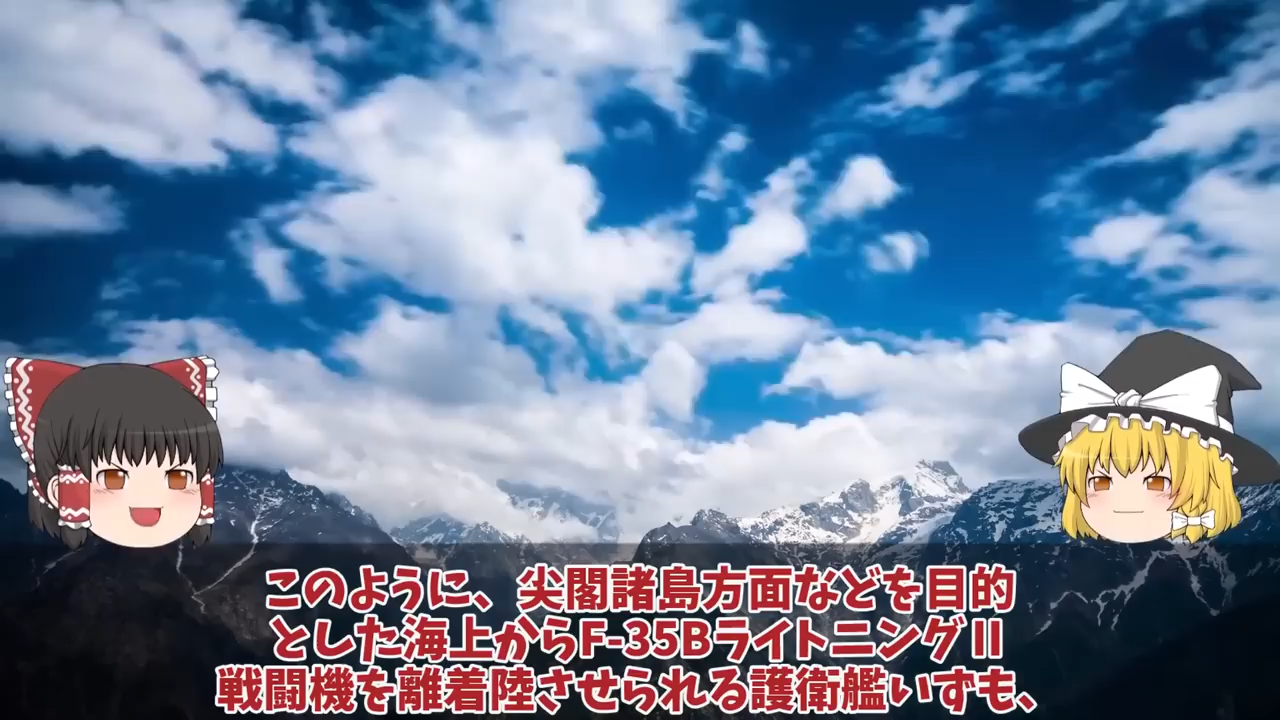 このように、尖閣諸島方面などを目的
とした海上からF-35BライトニングⅡ
戦闘機を離着陸させられる護衛艦いずも、